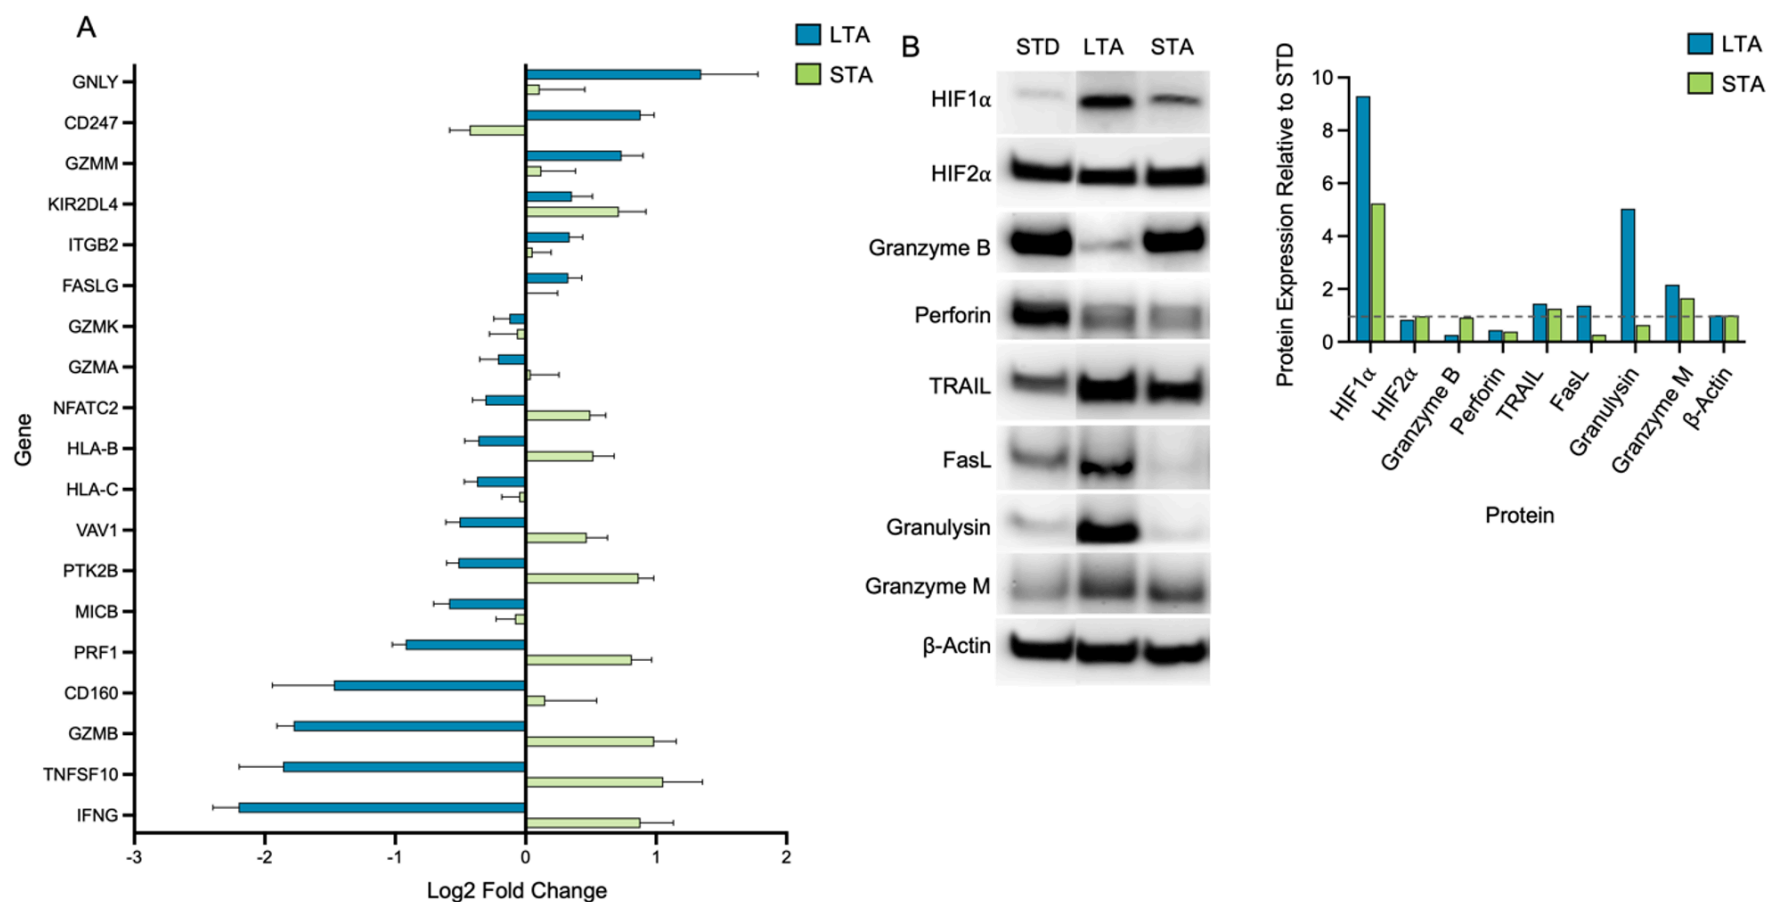 A
LTA
STA
Gene
GNLY
CD247
GZMM
KIR2DL4
ITGB2
FASLG
GZMK
GZMA
NFATC2
HLA-B
HLA-C
VAV1
PTK2B
MICB
PRF1
CD160
GZMB
TNFSF10
IFNG
-3 -2 -1 0 1 2
Log2 Fold Change
B
STD LTA STA
HIF1α
HIF2α
Granzyme B
Perforin
TRAIL
FasL
Granulysin
Granzyme M
β-Actin
LTA
STA
Protein Expression Relative to STD
10
8
6
4
2
0
HIF1α HIF2α Granzyme B Perforin TRAIL FasL Granulysin Granzyme M β-Actin
Protein